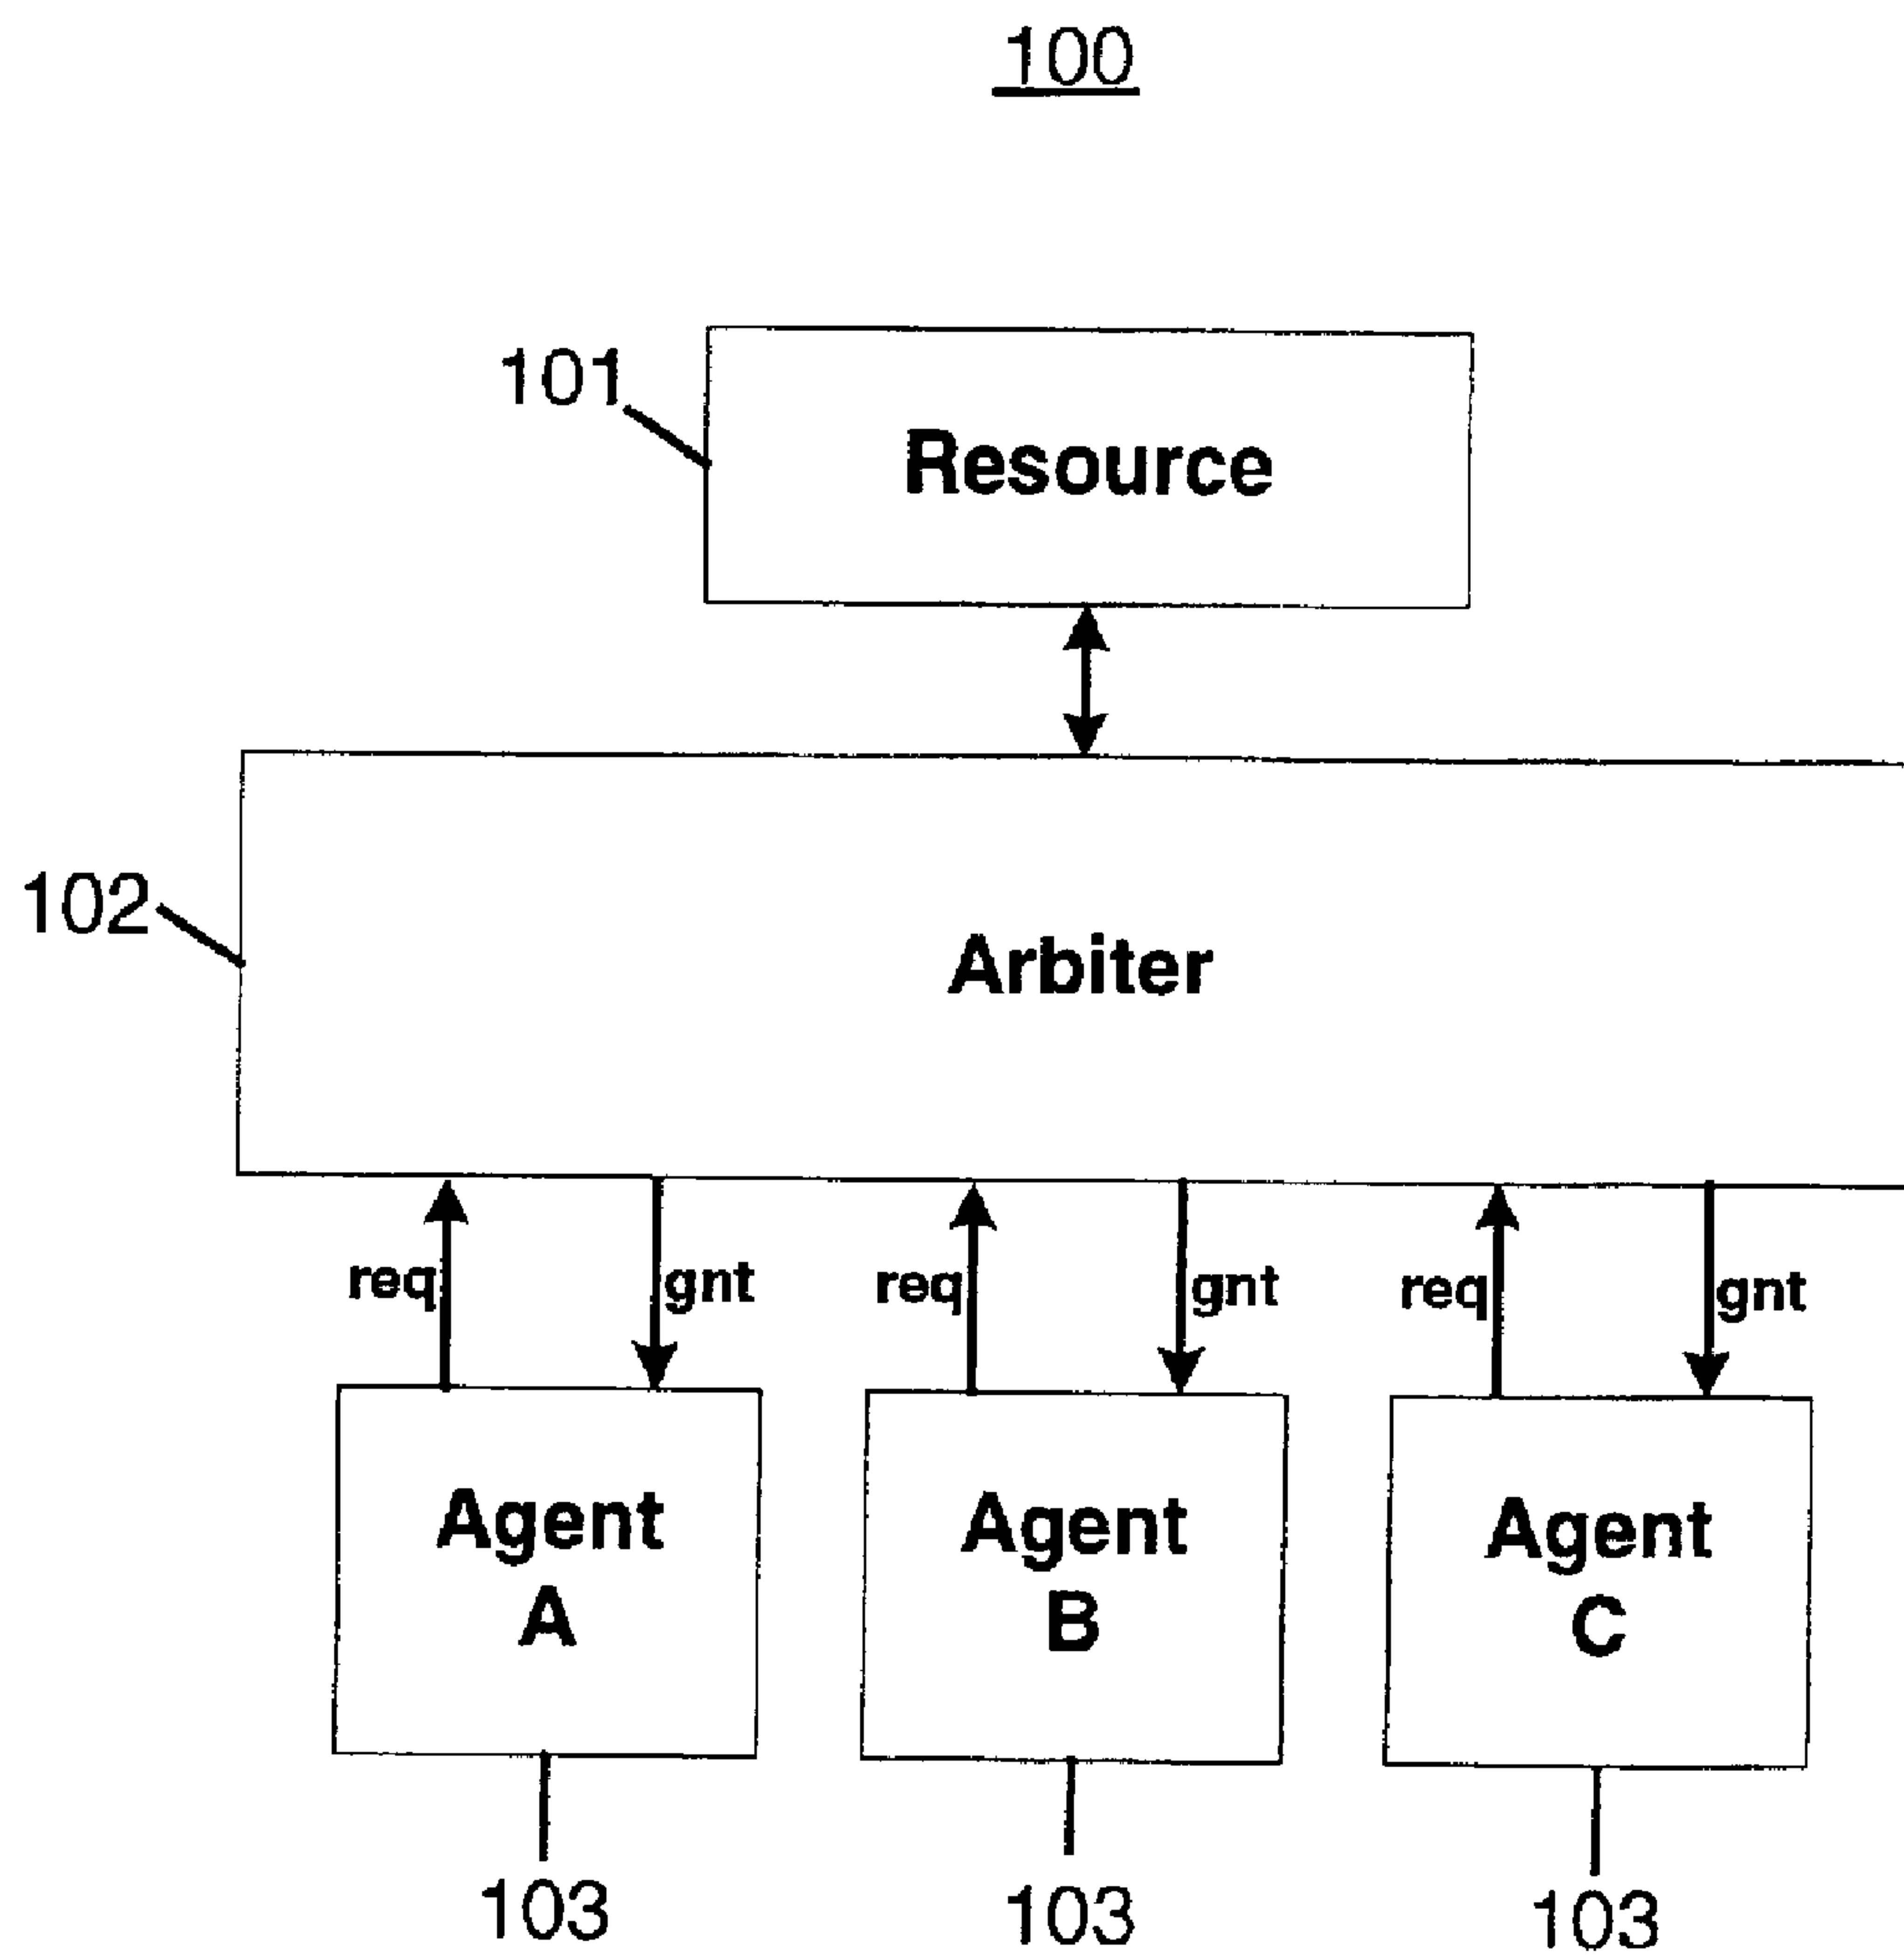 100
101
Resource
102
Arbiter
req
gnt
req
gnt
req
gnt
Agent
A
Agent
B
Agent
C
103
103
103